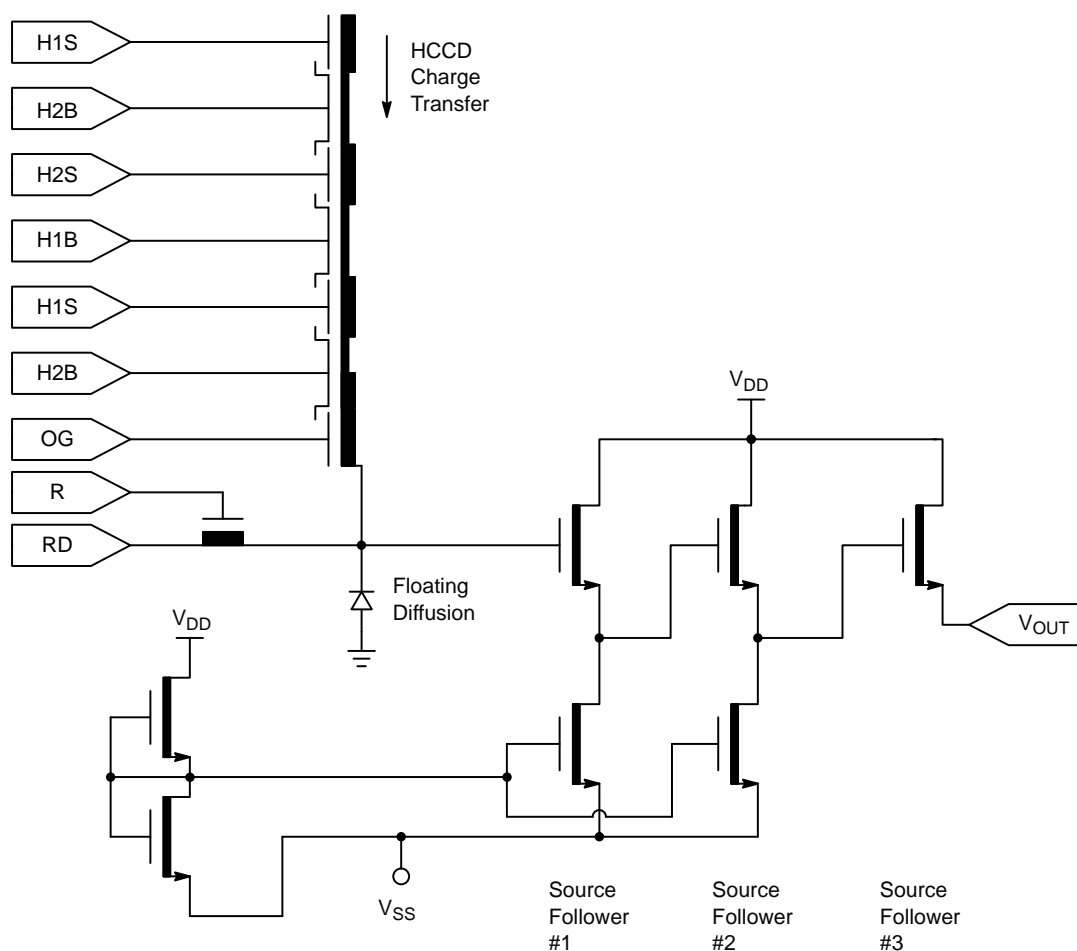 H1S
HCCD
Charge
Transfer
H2B
H2S
H1B
H1S
H2B
VDD
OG
R
RD
Floating
Diffusion
VDD
VOUT
VSS
Source
Follower
#1
Source
Follower
#2
Source
Follower
#3